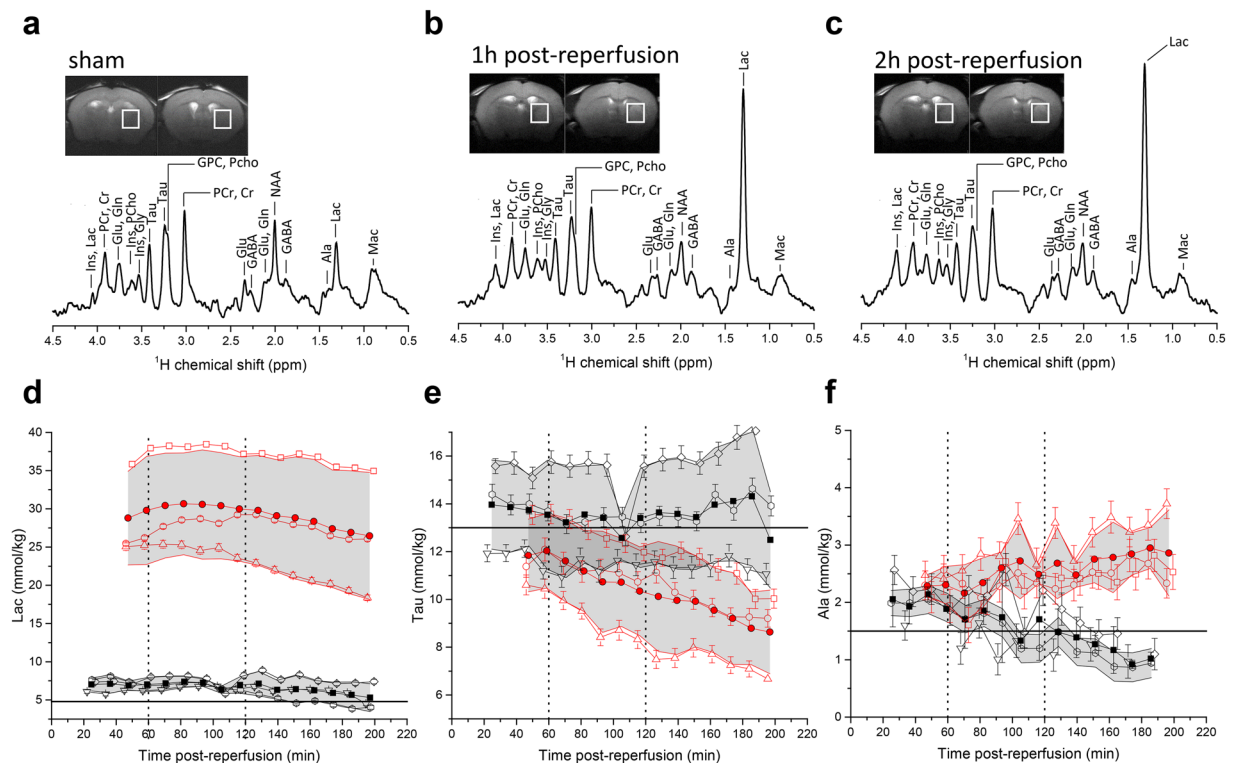 a
sham
Ins, Lac
PCr, Cr
Glu, Gln
Ins, PCho
Ins, Gly
Tau
Tau
GPC, Pcho
PCr, Cr
Glu
GABA
Glu, Gln
NAA
GABA
Ala
Lac
Mac
4.5 4.0 3.5 3.0 2.5 2.0 1.5 1.0 0.5
¹H chemical shift (ppm)
b
1h post-reperfusion
Ins, Lac
PCr, Cr
Glu, Gln
Ins, PCho
Ins, Gly
Tau
Tau
GPC, Pcho
PCr, Cr
Glu
GABA
Glu, Gln
NAA
GABA
Ala
Lac
Mac
4.5 4.0 3.5 3.0 2.5 2.0 1.5 1.0 0.5
¹H chemical shift (ppm)
c
2h post-reperfusion
Ins, Lac
PCr, Cr
Glu, Gln
Ins, PCho
Ins, Gly
Tau
Tau
GPC, Pcho
PCr, Cr
Glu
GABA
Glu, Gln
NAA
GABA
Ala
Lac
Mac
4.5 4.0 3.5 3.0 2.5 2.0 1.5 1.0 0.5
¹H chemical shift (ppm)
d
Lac (mmol/kg)
40
35
30
25
20
15
10
5
0 20 40 60 80 100 120 140 160 180 200 220
Time post-reperfusion (min)
e
Tau (mmol/kg)
16
14
12
10
8
6
20 40 60 80 100 120 140 160 180 200 220
Time post-reperfusion (min)
f
Ala (mmol/kg)
5
4
3
2
1
0
0 20 40 60 80 100 120 140 160 180 200 220
Time post-reperfusion (min)